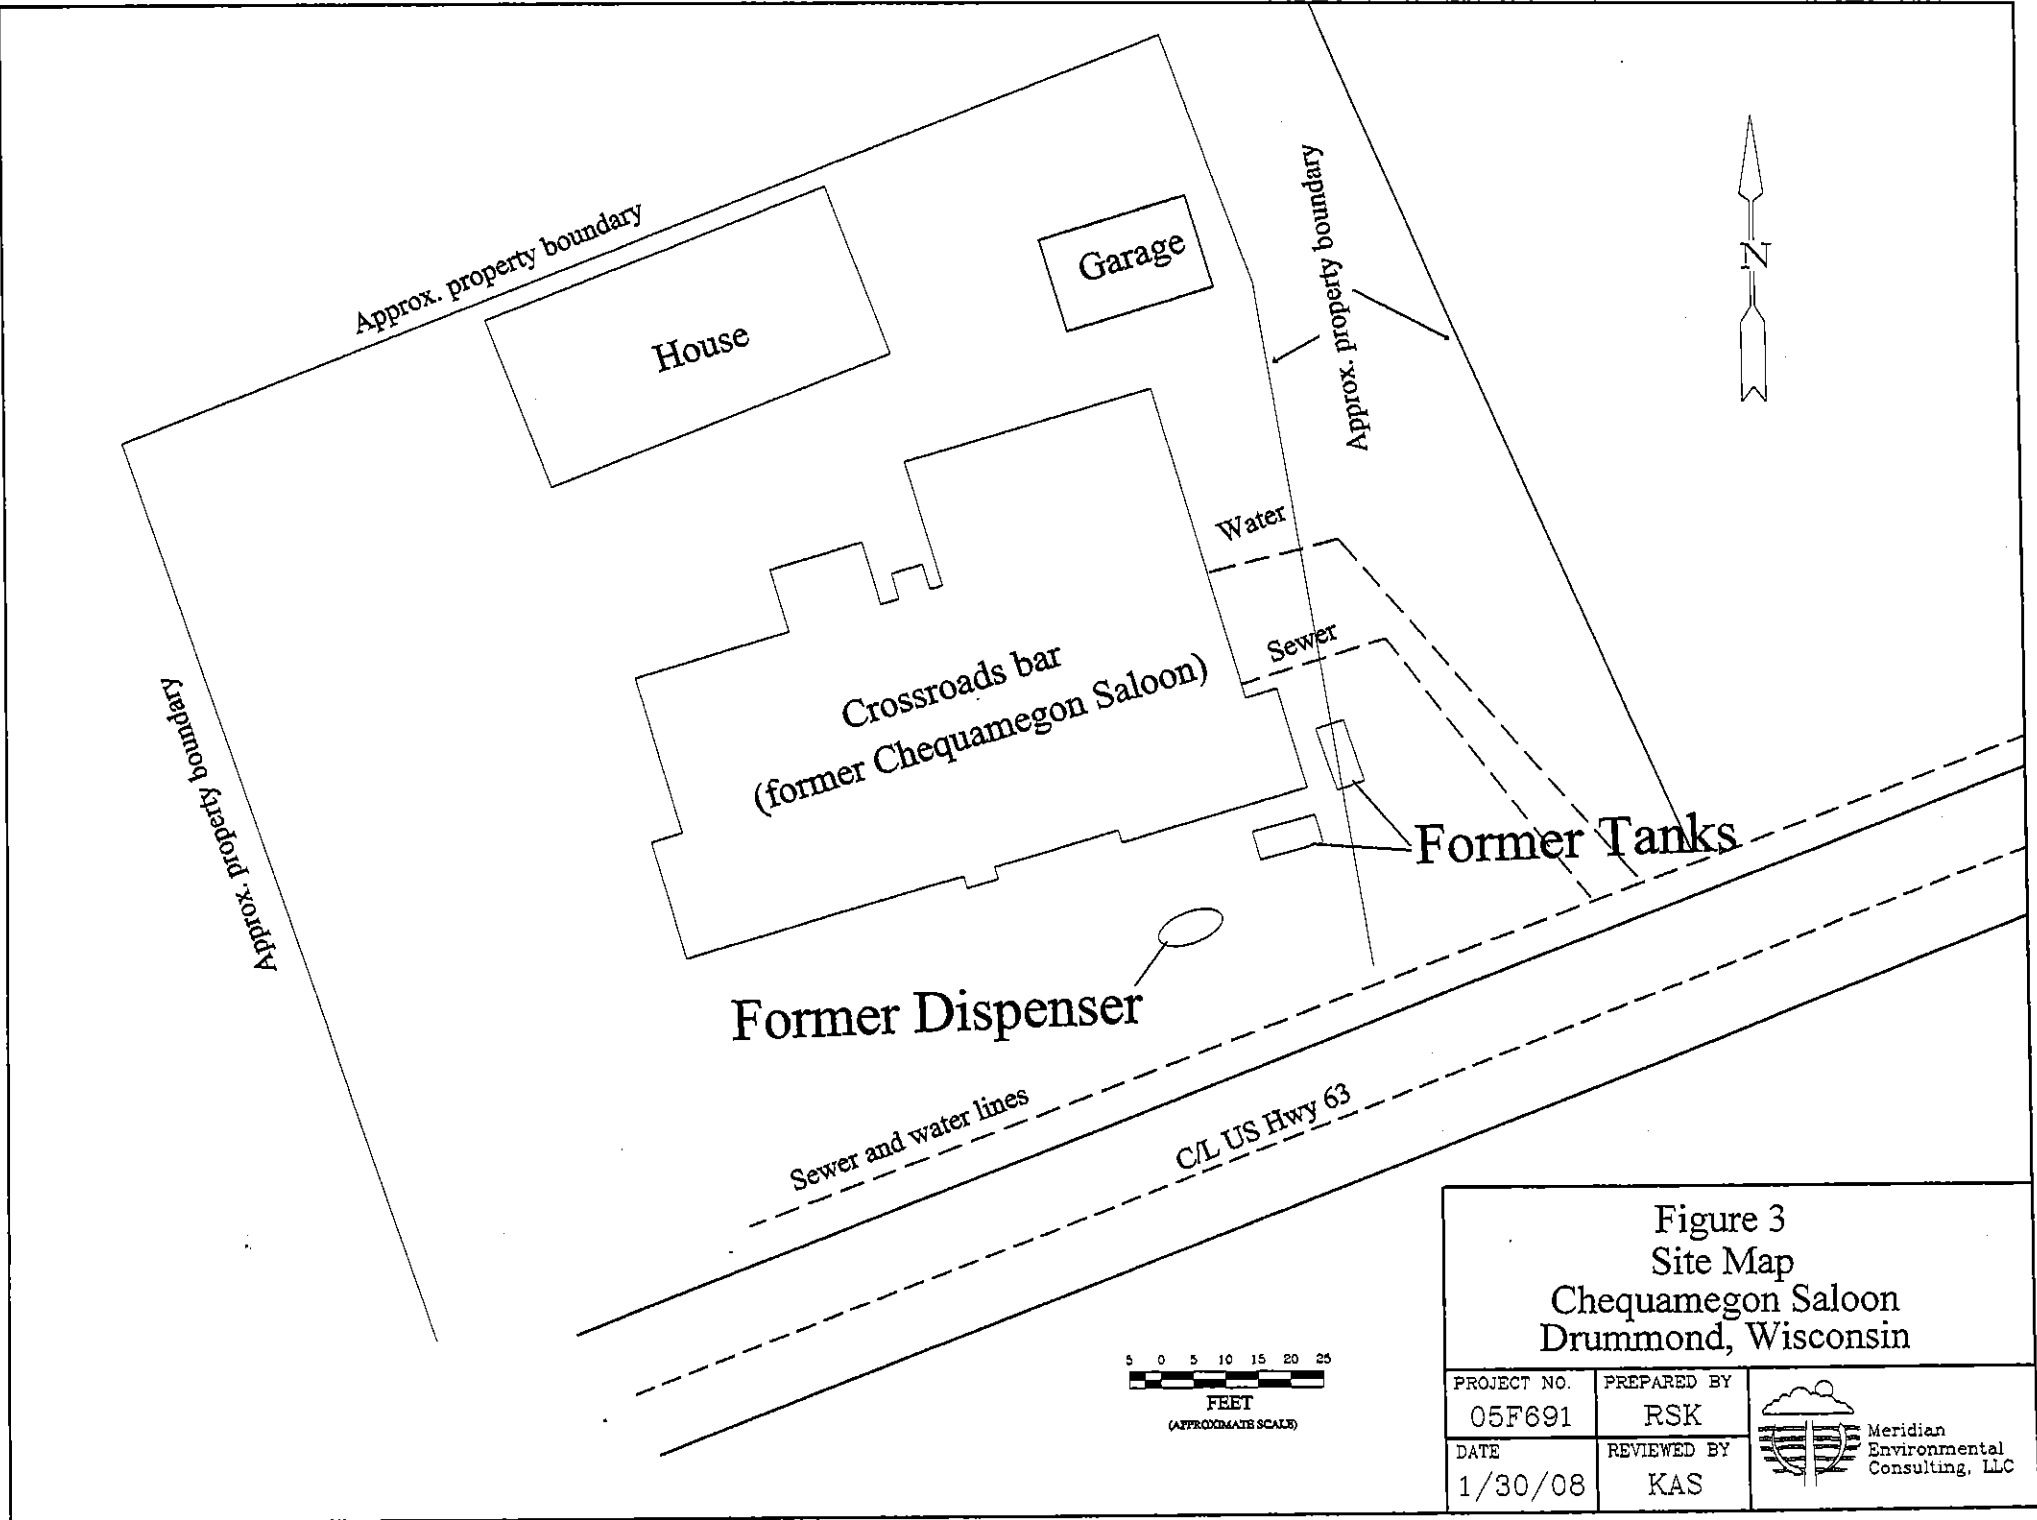 Approx. property boundary
House
Garage
Approx. property boundary
N
Water
Sewer
Crossroads bar
(former Chequamegon Saloon)
Approx. property boundary
Former Tanks
Former Dispenser
Sewer and water lines
C/L US Hwy 63
5 0 5 10 15 20 25
FEET
(APPROXIMATE SCALE)
Figure 3
Site Map
Chequamegon Saloon
Drummond, Wisconsin
PROJECT NO.
05F691
PREPARED BY
RSK
DATE
1/30/08
REVIEWED BY
KAS
Meridian
Environmental
Consulting, LLC